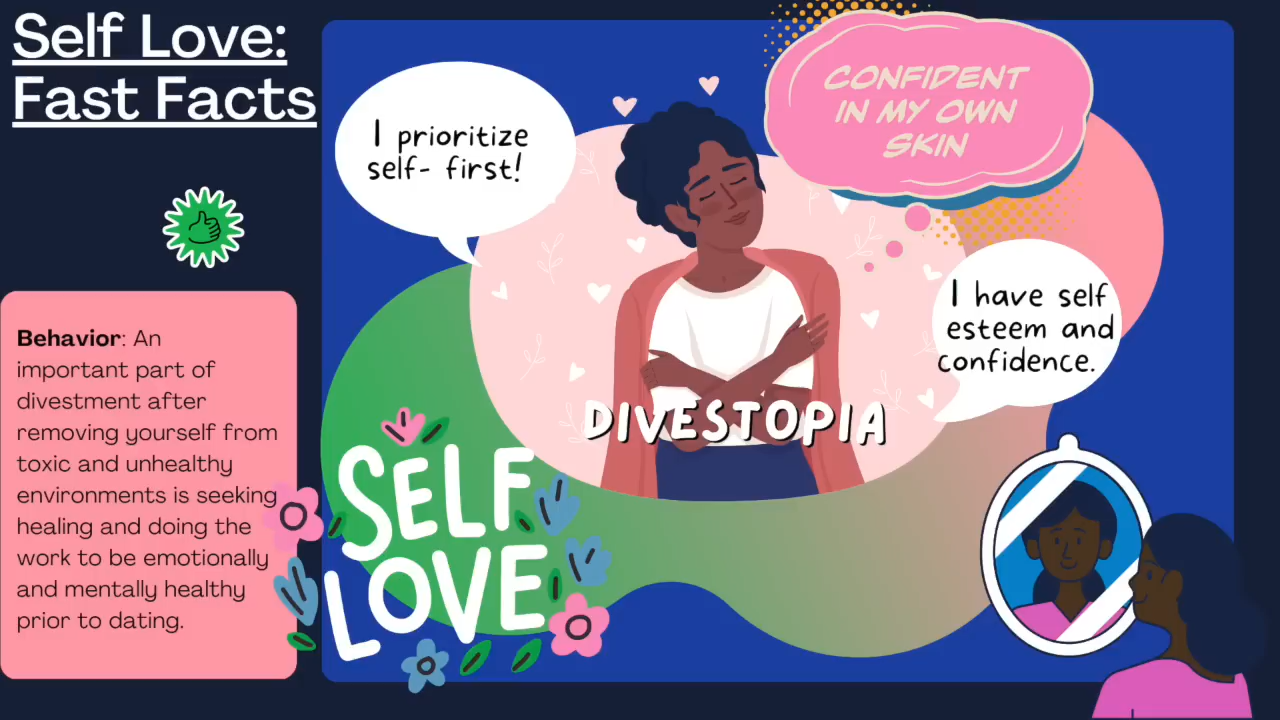 Self Love:
Fast Facts
I prioritize
self- first!
CONFIDENT
IN MY OWN
SKIN
I have self
esteem and
confidence.
Behavior: An
important part of
divestment after
removing yourself from
toxic and unhealthy
environments is seeking
healing and doing the
work to be emotionally
and mentally healthy
prior to dating.
DIVESTOPIA
SELF
LOVE